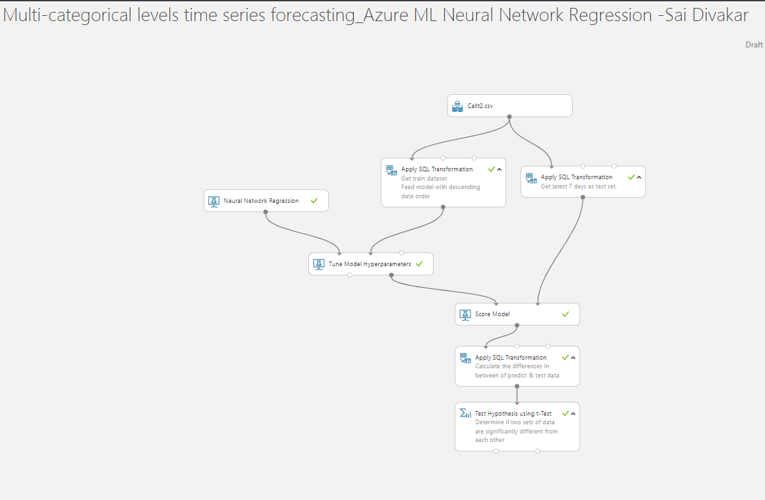 Multi-categorical levels time series forecasting_Azure ML Neural Network Regression -Sai Divakar
Draft
CalIt2.csv
Apply SQL Transformation
Get train dataset
Feed model with descending
date order
Apply SQL Transformation
Get latest 7 days as test set.
Neural Network Regression
Tune Model Hyperparameters
Score Model
Apply SQL Transformation
Calculate the differences in
between of predict & test data
Test Hypothesis using t-Test
Determine if two sets of data
are significantly different from
each other